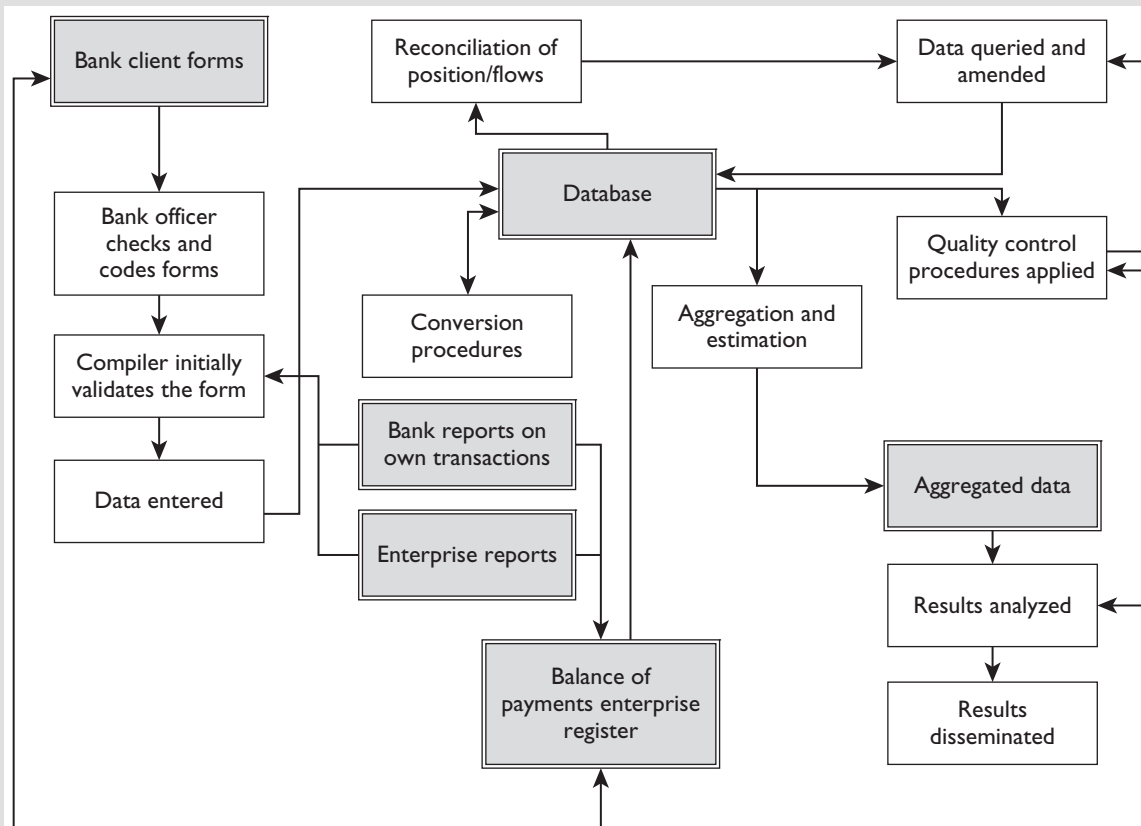 Bank client forms
Reconciliation of
position/flows
Data queried and
amended
Database
Bank officer
checks and
codes forms
Quality control
procedures applied
Conversion
procedures
Aggregation and
estimation
Compiler initially
validates the form
Bank reports on
own transactions
Data entered
Aggregated data
Enterprise reports
Results analyzed
Balance of
payments enterprise
register
Results
disseminated